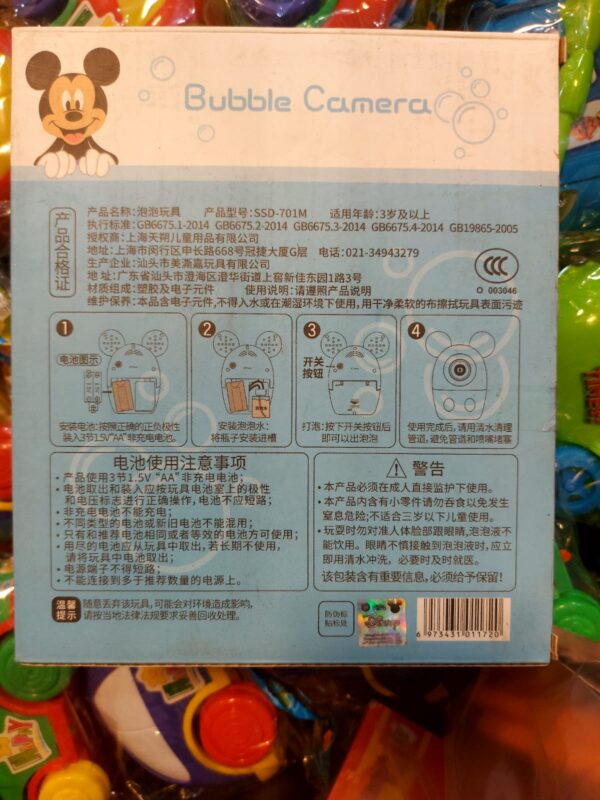 Bubble Camera
产品合格证
产品名称:泡泡玩具 产品型号:SSD-701M 适用年龄:3岁及以上
执行标准:GB6675.1-2014 GB6675.2-2014 GB6675.3-2014 GB6675.4-2014 GB19865-2005
授权商:上海天朔儿童用品有限公司
地址:上海市闵行区申长路668号冠捷大厦G层 电话:021-34943279
生产企业:汕头市美澌嘉玩具有限公司
地址:广东省汕头市澄海区澄华街道上窖新佳东园1路3号
材质组成:塑胶及电子元件 使用说明:请遵照产品说明
维护保养:本品含电子元件,不得入水或在潮湿环境下使用,用干净柔软的布擦拭玩具表面污迹
CCC
003046
1
电池图示
安装电池:按照正确的正负极性
装入3节1.5V“AA”非充电电池。
2
安装泡泡水:
将瓶子安装进槽
3
开关
按钮
打泡:按下开关按钮后
即可以出泡泡
4
使用完成后,请用清水清理
管道,避免管道和喷嘴堵塞
电池使用注意事项
·产品使用3节1.5V “AA”非充电电池;
·电池取出和装入应按玩具电池室上的极性
和电压标志进行正确操作,电池不应短路;
·非充电电池不能充电;
·不同类型的电池或新旧电池不能混用;
·只有和推荐电池相同或者等效的电池方可使用;
·用尽的电池应从玩具中取出,若长期不使用,
请将玩具中电池取出;
·电源端子不得短路;
·不能连接到多于推荐数量的电源上。
警告
·本产品必须在成人直接监护下使用。
·本产品内含有小零件请勿吞食以免发生
窒息危险;不适合三岁以下儿童使用。
·玩耍时勿对准人体脸部跟眼睛,泡泡液不
能饮用。眼睛不慎接触到泡泡液时,应立
即用清水冲洗,必要时及时就医。
该包装含有重要信息,必须给予保留!
温馨
提示
随意丢弃该玩具,可能会对环境造成影响,
请按当地法律法规要求妥善回收处理。
防伪标
贴标处
6 973431 011720